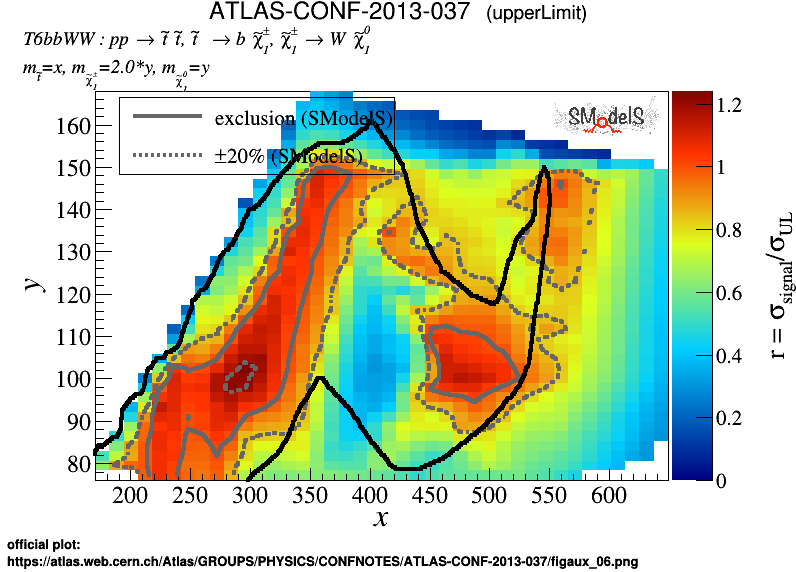 ATLAS-CONF-2013-037 (upperLimit)
T6bbWW : pp → t̃ t̃, t̃ → b χ̃₁±, χ̃₁± → W χ̃₁⁰
m_t̃=x, m_χ̃₁±=2.0*y, m_χ̃₁⁰=y
exclusion (SModelS)
±20% (SModelS)
SModelS
160
150
140
130
120
110
100
90
80
y
200 250 300 350 400 450 500 550 600
x
1.2
1
0.8
0.6
0.4
0.2
0
r = σsignal/σUL
official plot:
https://atlas.web.cern.ch/Atlas/GROUPS/PHYSICS/CONFNOTES/ATLAS-CONF-2013-037/figaux_06.png